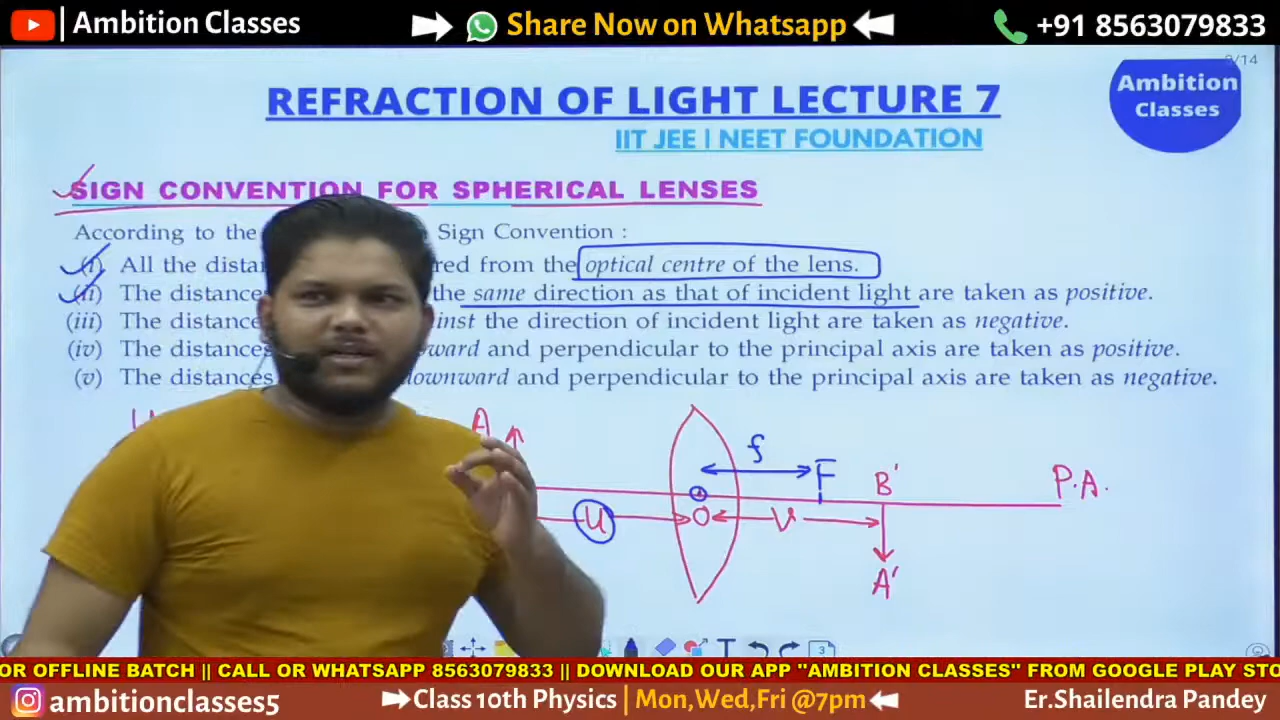 Ambition Classes
Share Now on Whatsapp
+91 8563079833
/14
REFRACTION OF LIGHT LECTURE 7
Ambition
Classes
IIT JEE | NEET FOUNDATION
SIGN CONVENTION FOR SPHERICAL LENSES
According to the Sign Convention :
(i) All the from the optical centre of the lens.
(ii) The distances the same direction as that of incident light are taken as positive.
(iii) The the direction of incident light are taken as negative.
(iv) The and perpendicular to the principal axis are taken as positive.
(v) The distances downward and perpendicular to the principal axis are taken as negative.
A
f
F
B'
P.A.
u
O
v
A'
T
3
OR OFFLINE BATCH || CALL OR WHATSAPP 8563079833 || DOWNLOAD OUR APP "AMBITION CLASSES" FROM GOOGLE PLAY STO
ambitionclasses5
Class 10th Physics | Mon,Wed,Fri @7pm
Er.Shailendra Pandey